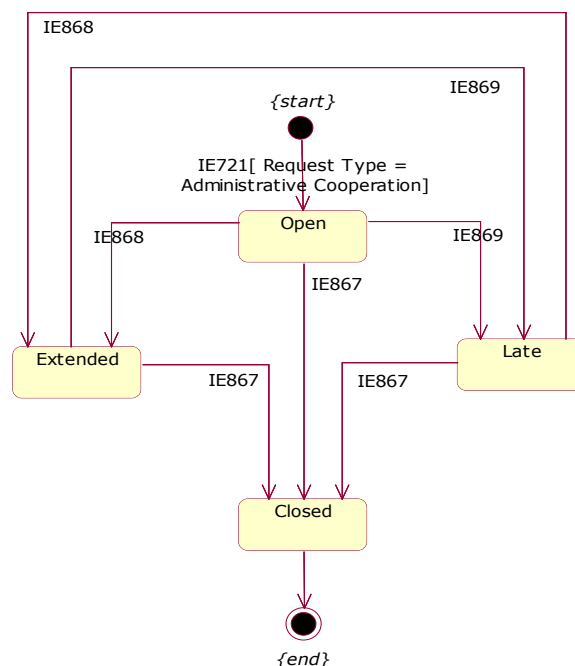 IE868
IE869
{start}
IE721[ Request Type =
Administrative Cooperation]
Open
IE868
IE869
IE867
Extended
Late
IE867
IE867
Closed
{end}